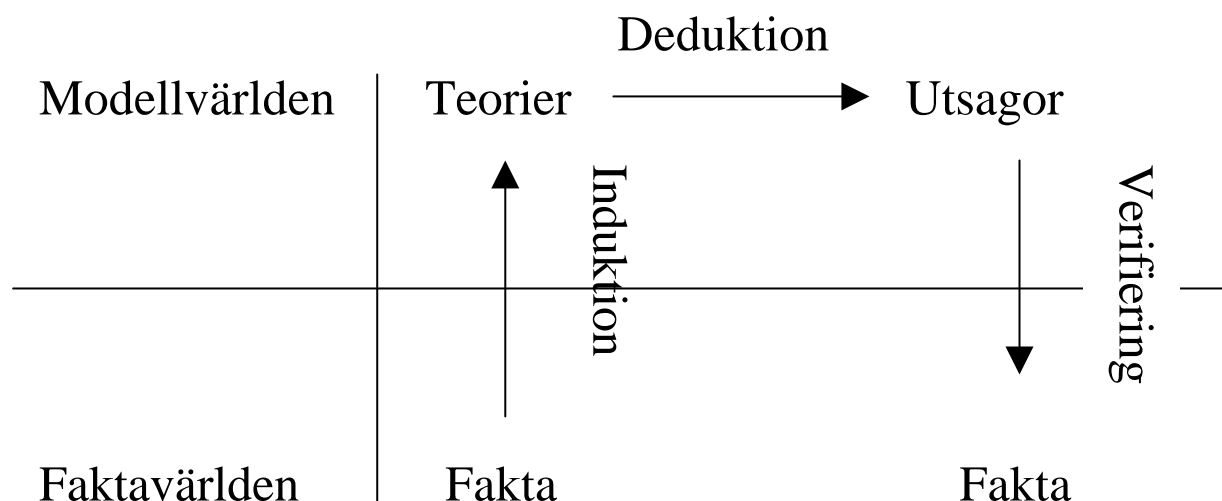 Deduktion
Modellvärlden
Teorier
Utsagor
Induktion
Verifiering
Faktavärlden
Fakta
Fakta